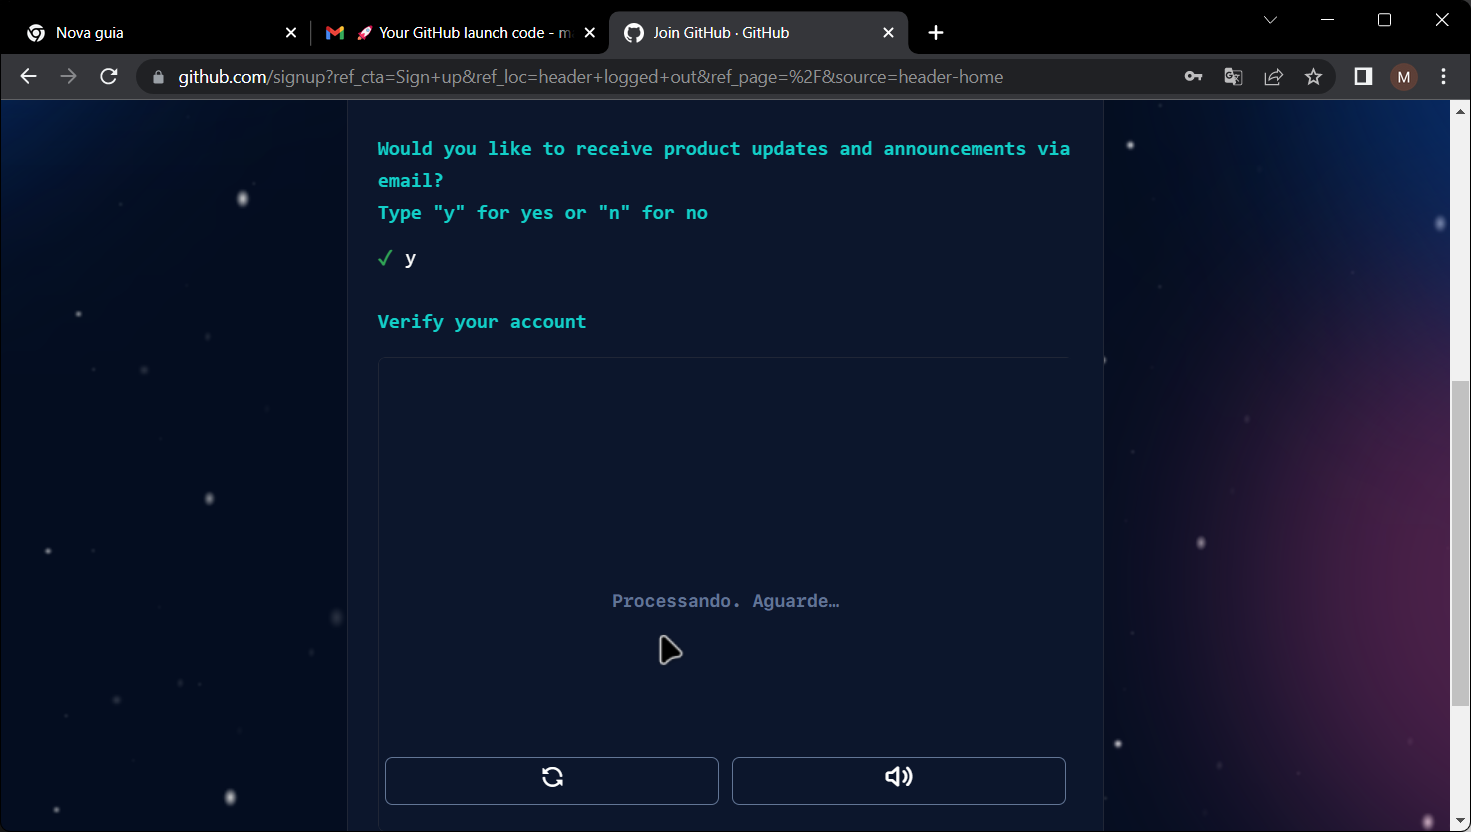 Nova guia
🚀 Your GitHub launch code - m
Join GitHub · GitHub
github.com/signup?ref_cta=Sign+up&ref_loc=header+logged+out&ref_page=%2F&source=header-home
M
Would you like to receive product updates and announcements via
email?
Type "y" for yes or "n" for no
✓ y
Verify your account
Processando. Aguarde…